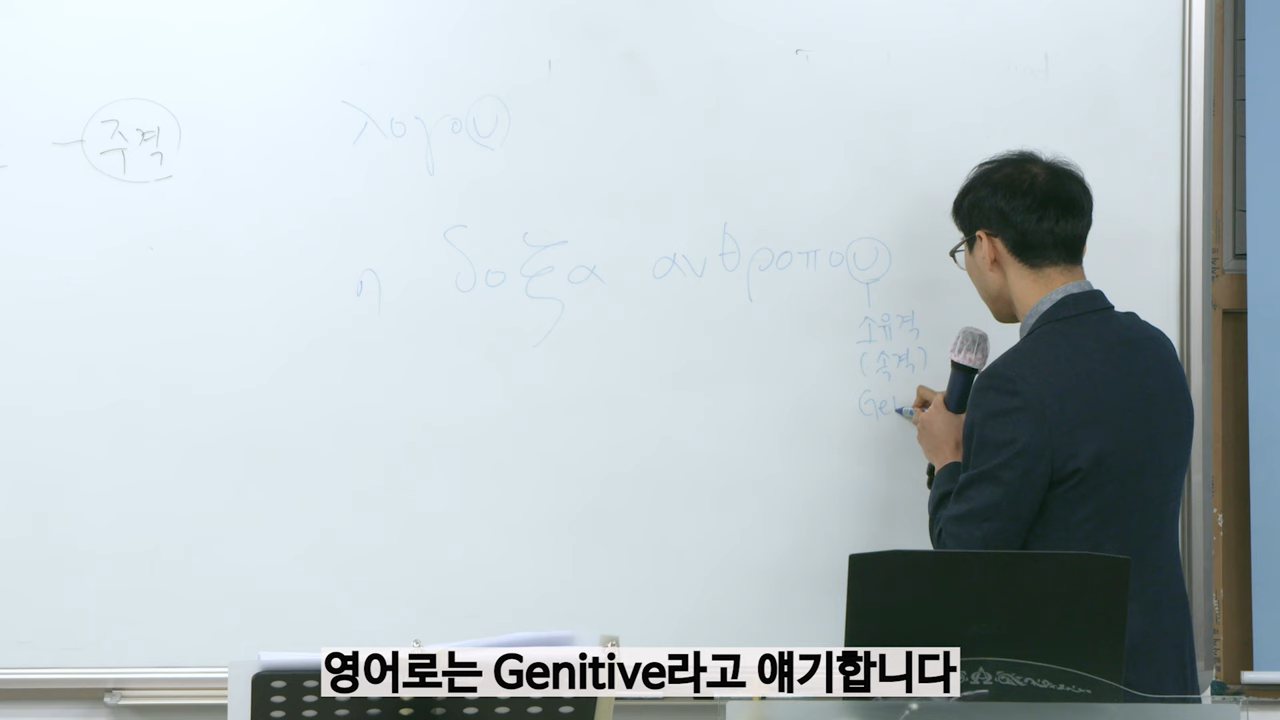 주격
λογου
η δοξα ανθροπου
소유격
(속격)
Ge
영어로는 Genitive라고 얘기합니다